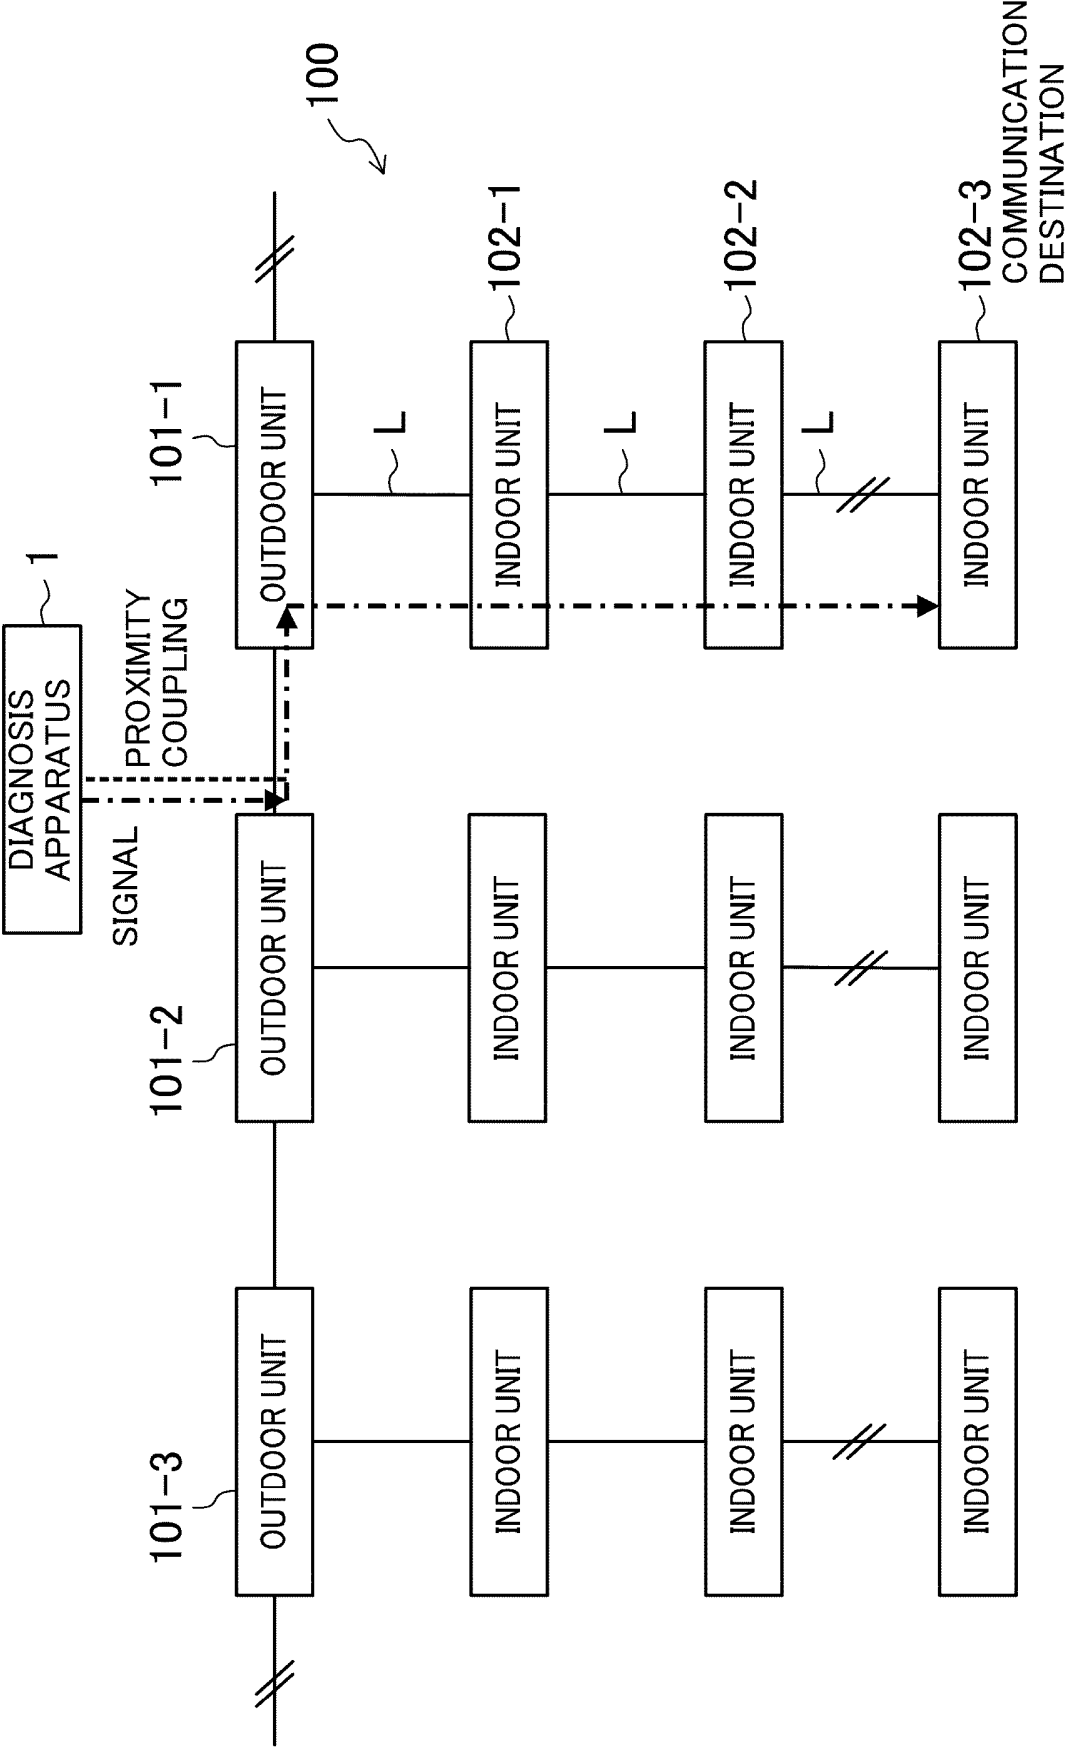 DIAGNOSIS
APPARATUS
1
SIGNAL
PROXIMITY
COUPLING
100
101-3
101-2
101-1
OUTDOOR UNIT
OUTDOOR UNIT
OUTDOOR UNIT
L
INDOOR UNIT
INDOOR UNIT
INDOOR UNIT
102-1
L
INDOOR UNIT
INDOOR UNIT
INDOOR UNIT
102-2
L
INDOOR UNIT
INDOOR UNIT
INDOOR UNIT
102-3
COMMUNICATION
DESTINATION